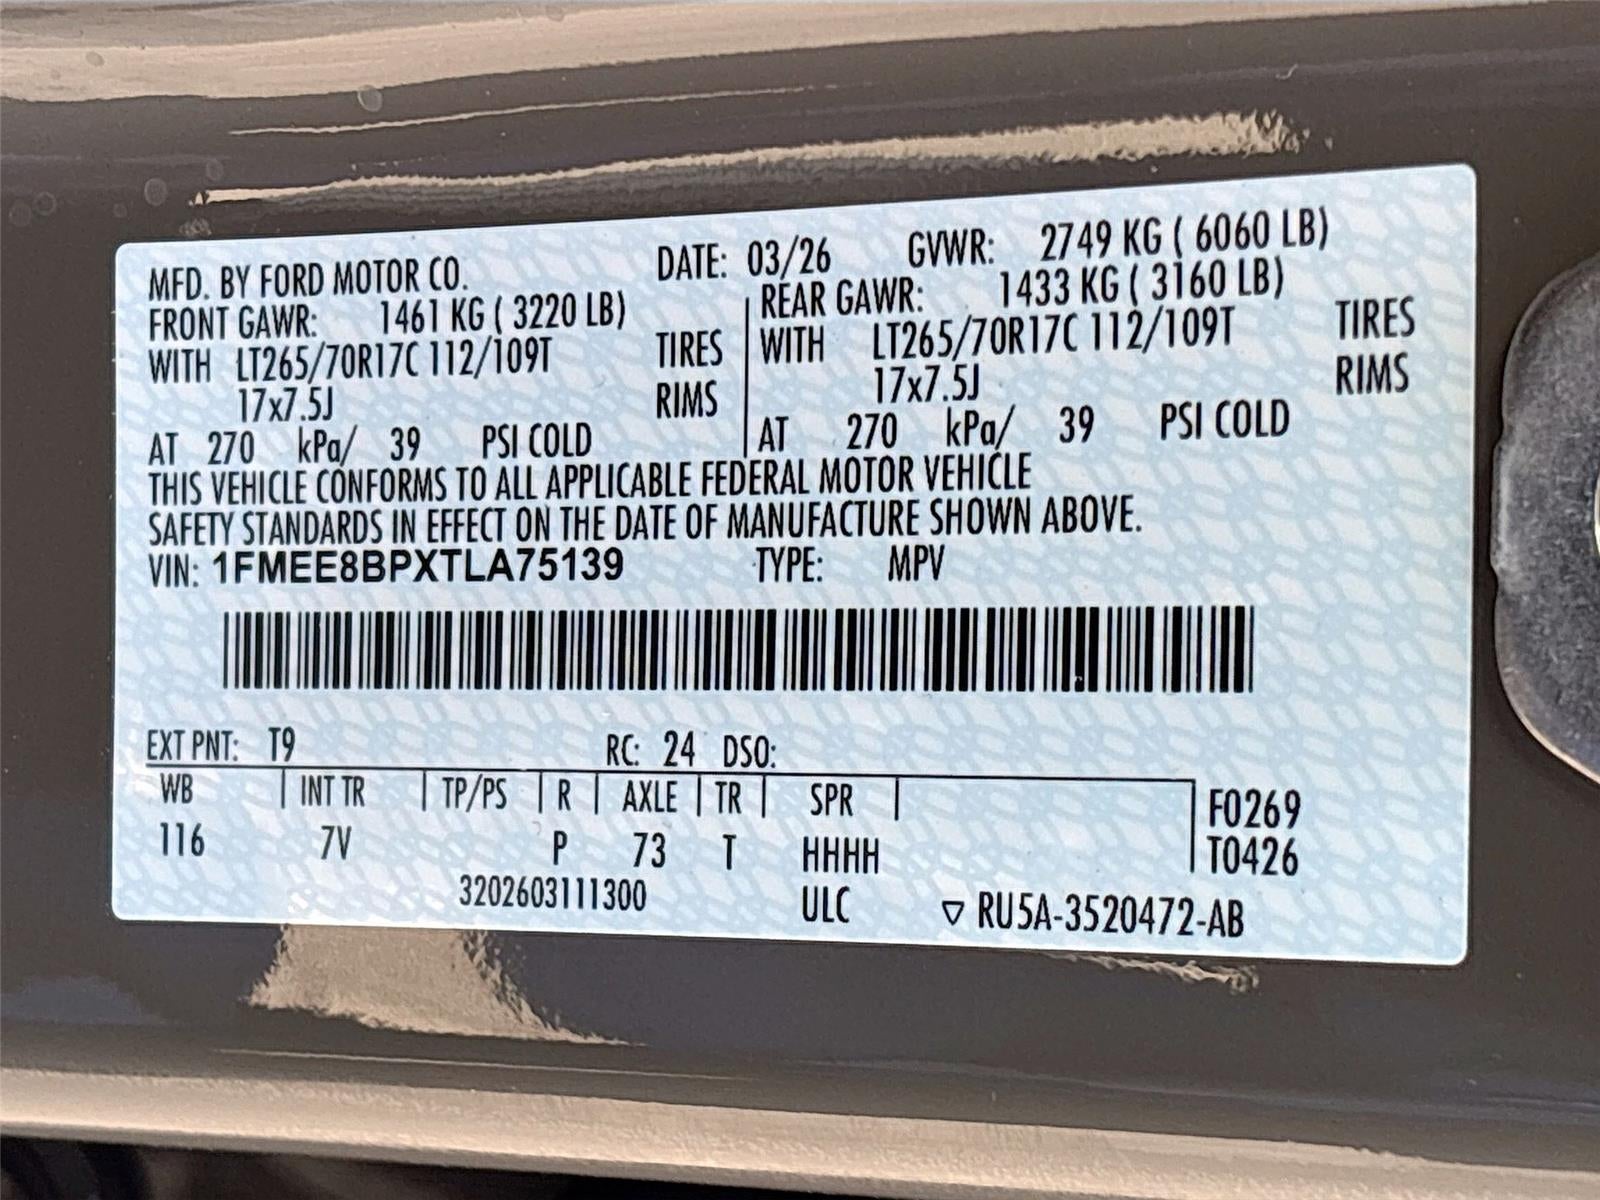 MFD. BY FORD MOTOR CO. DATE: 03/26 GVWR: 2749 KG ( 6060 LB)
FRONT GAWR: 1461 KG ( 3220 LB) REAR GAWR: 1433 KG ( 3160 LB)
WITH LT265/70R17C 112/109T TIRES WITH LT265/70R17C 112/109T TIRES
17x7.5J RIMS 17x7.5J RIMS
AT 270 kPa/ 39 PSI COLD AT 270 kPa/ 39 PSI COLD
THIS VEHICLE CONFORMS TO ALL APPLICABLE FEDERAL MOTOR VEHICLE
SAFETY STANDARDS IN EFFECT ON THE DATE OF MANUFACTURE SHOWN ABOVE.
VIN: 1FMEE8BPXTLA75139 TYPE: MPV
EXT PNT: T9 RC: 24 DSO:
WB INT TR TP/PS R AXLE TR SPR F0269
116 7V P 73 T HHHH T0426
3202603111300 ULC ▽ RU5A-3520472-AB